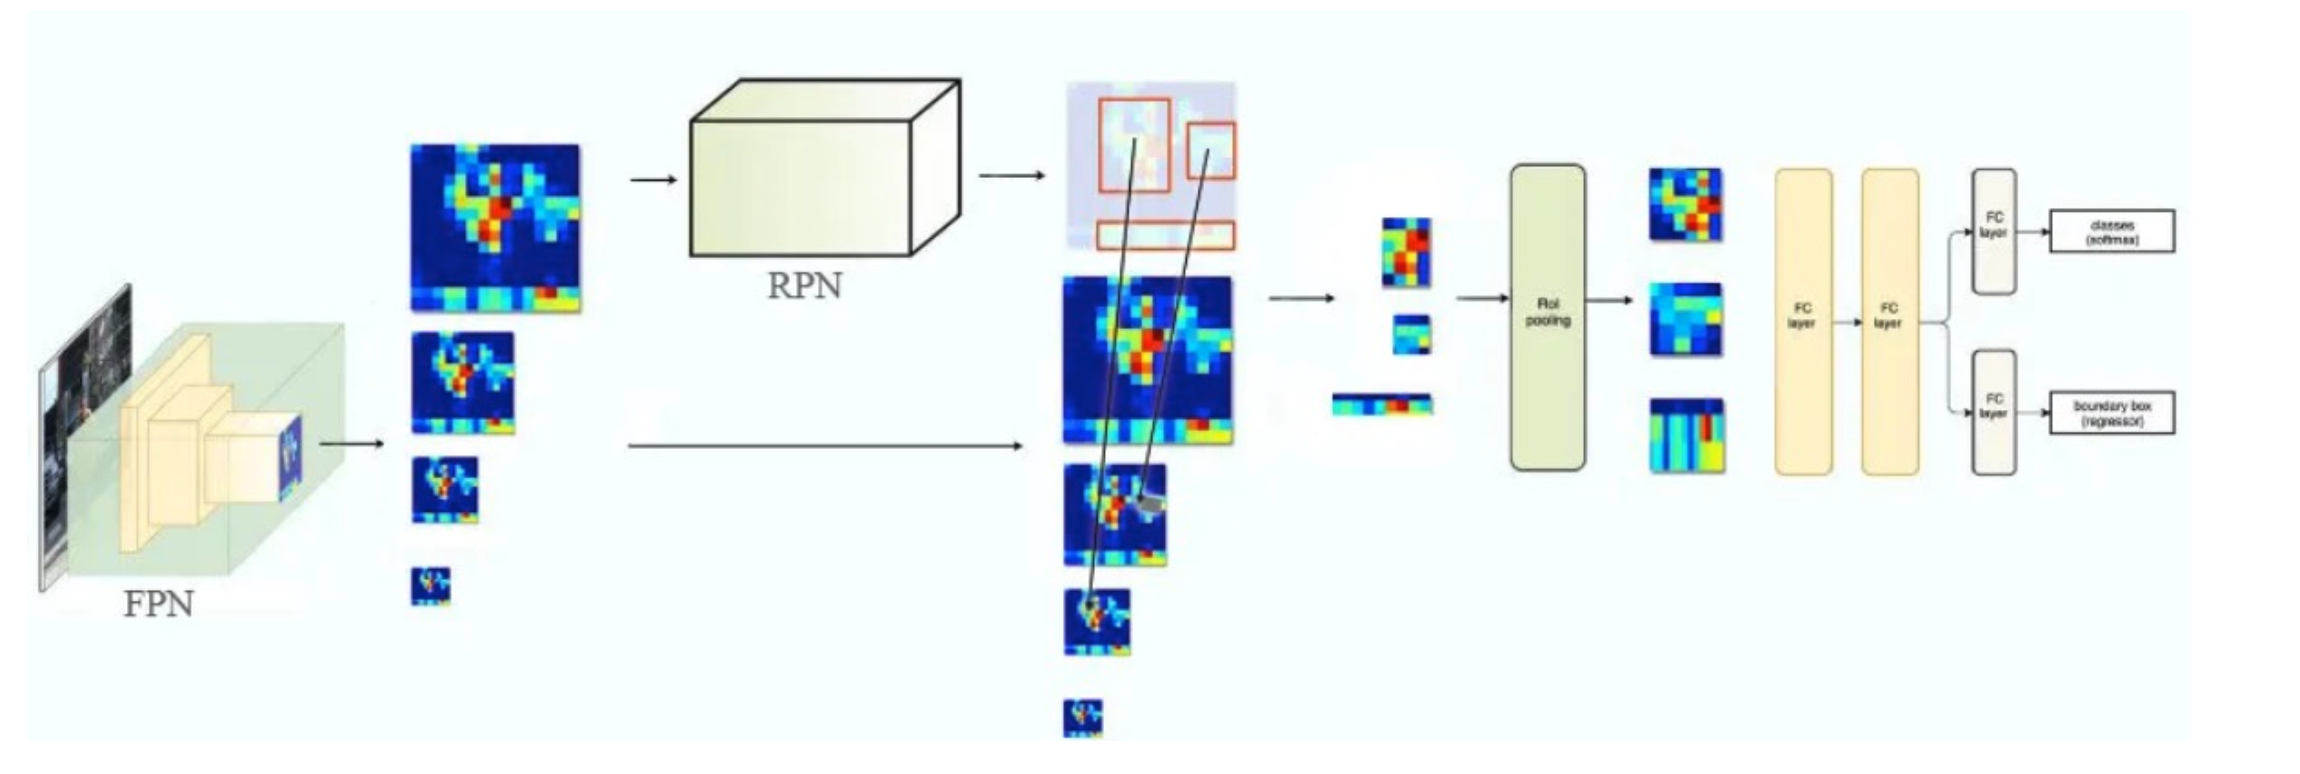 FPN
RPN
RoI
pooling
FC
layer
FC
layer
FC
layer
classes
(softmax)
FC
layer
boundary box
(regressor)